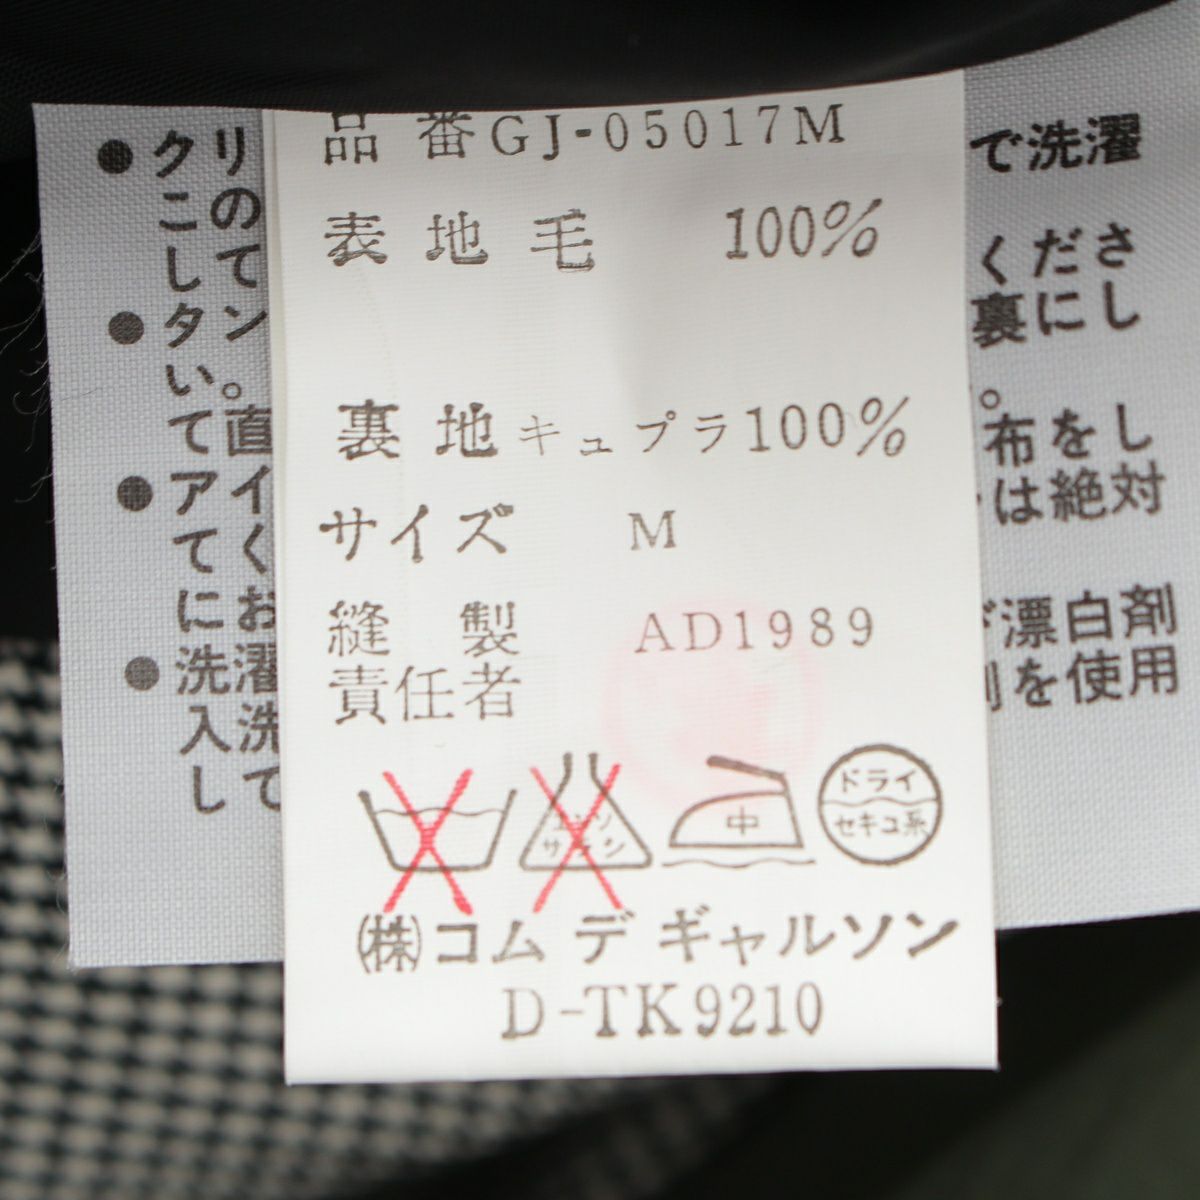 品番GJ-05017M
表地毛 100%
裏地キュプラ100%
サイズ M
縫製 AD1989
責任者
中
ドライ
セキユ系
㈱コムデギャルソン
D-TK9210
●クリ
この
して
●タン
い。
て直
●アイ
てく
にお
●洗濯
入洗
して
で洗濯
くださ
裏にし
。
布をし
は絶対
漂白剤
を使用